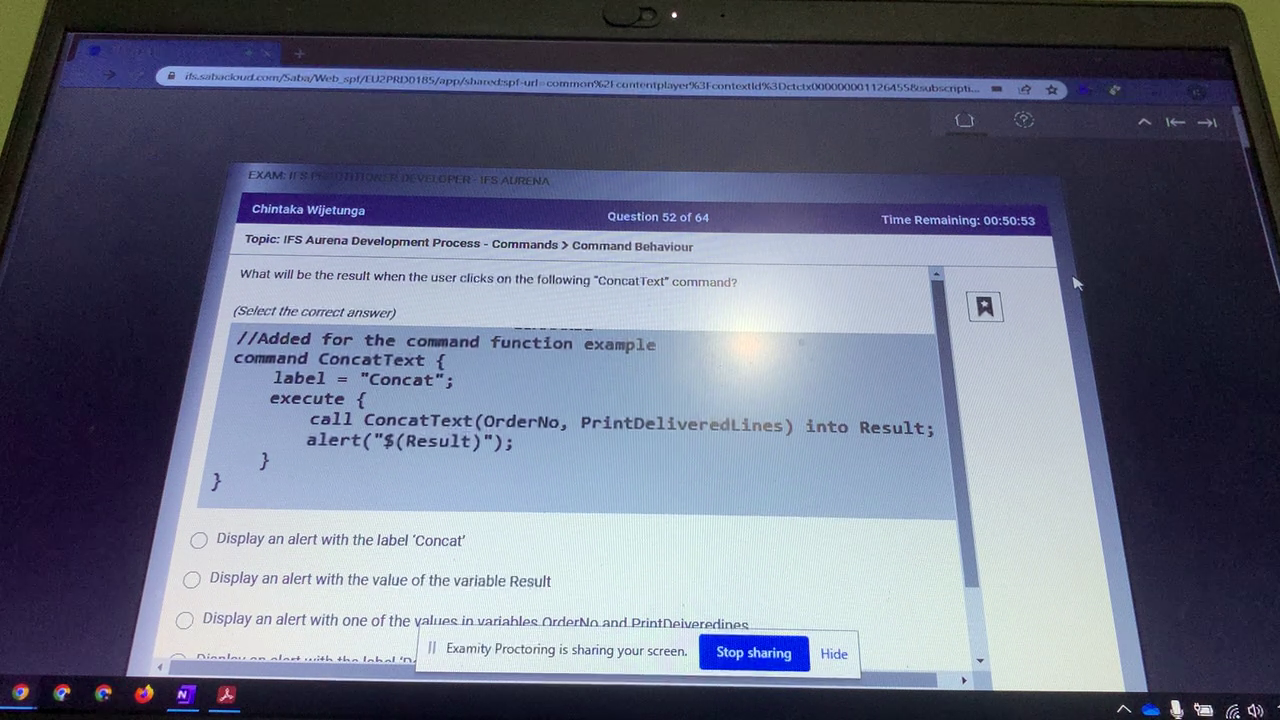 ifs.sabacloud.com/Saba/Web_spf/EU2PRD0185/app/shared;spf-url=common%2Fcontentplayer%3FcontextId%3Dctctx000000001126455&subscripti...
EXAM: IFS PRACTITIONER DEVELOPER - IFS AURENA
Chintaka Wijetunga
Question 52 of 64
Time Remaining: 00:50:53
Topic: IFS Aurena Development Process - Commands > Command Behaviour
What will be the result when the user clicks on the following "ConcatText" command?
(Select the correct answer)
//Added for the command function example
command ConcatText {
label = "Concat";
execute {
call ConcatText(OrderNo, PrintDeliveredLines) into Result;
alert("$(Result)");
}
}
Display an alert with the label 'Concat'
Display an alert with the value of the variable Result
Display an alert with one of the values in variables OrderNo and PrintDeiveredines
Display an alert with the label
|| Examity Proctoring is sharing your screen.
Stop sharing
Hide